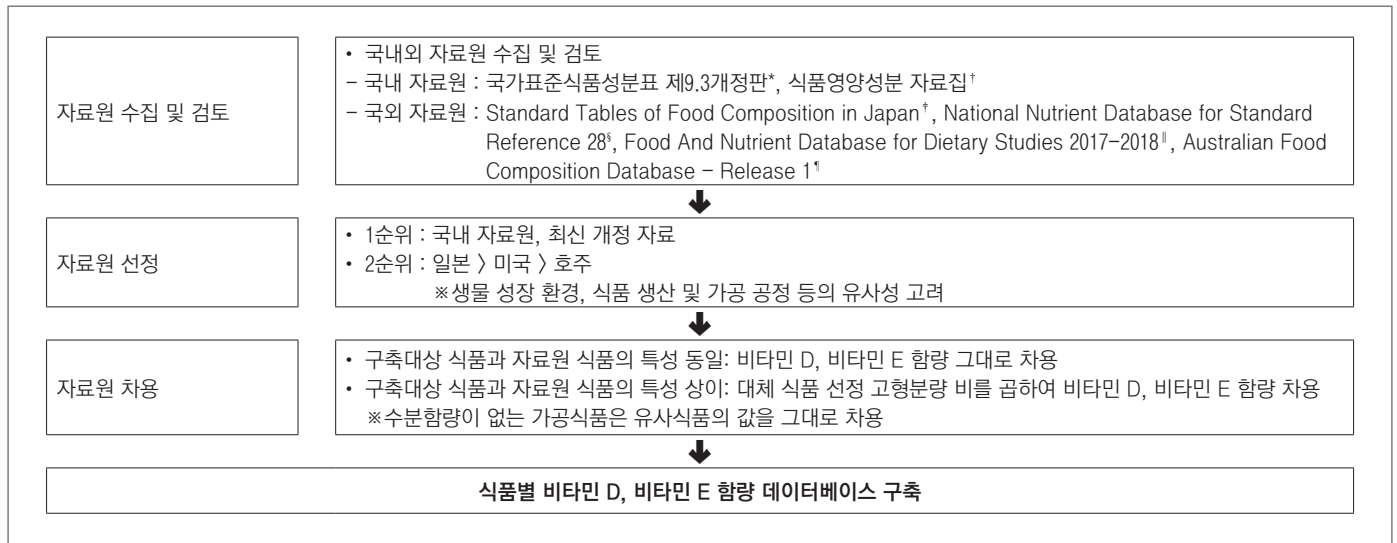 자료원 수집 및 검토
• 국내외 자료원 수집 및 검토
– 국내 자료원 : 국가표준식품성분표 제9.3개정판*, 식품영양성분 자료집†
– 국외 자료원 : Standard Tables of Food Composition in Japan†, National Nutrient Database for Standard
Reference 28§, Food And Nutrient Database for Dietary Studies 2017–2018∥, Australian Food
Composition Database – Release 1¶
자료원 선정
• 1순위 : 국내 자료원, 최신 개정 자료
• 2순위 : 일본 > 미국 > 호주
※생물 성장 환경, 식품 생산 및 가공 공정 등의 유사성 고려
자료원 차용
• 구축대상 식품과 자료원 식품의 특성 동일: 비타민 D, 비타민 E 함량 그대로 차용
• 구축대상 식품과 자료원 식품의 특성 상이: 대체 식품 선정 고형분량 비를 곱하여 비타민 D, 비타민 E 함량 차용
※수분함량이 없는 가공식품은 유사식품의 값을 그대로 차용
식품별 비타민 D, 비타민 E 함량 데이터베이스 구축